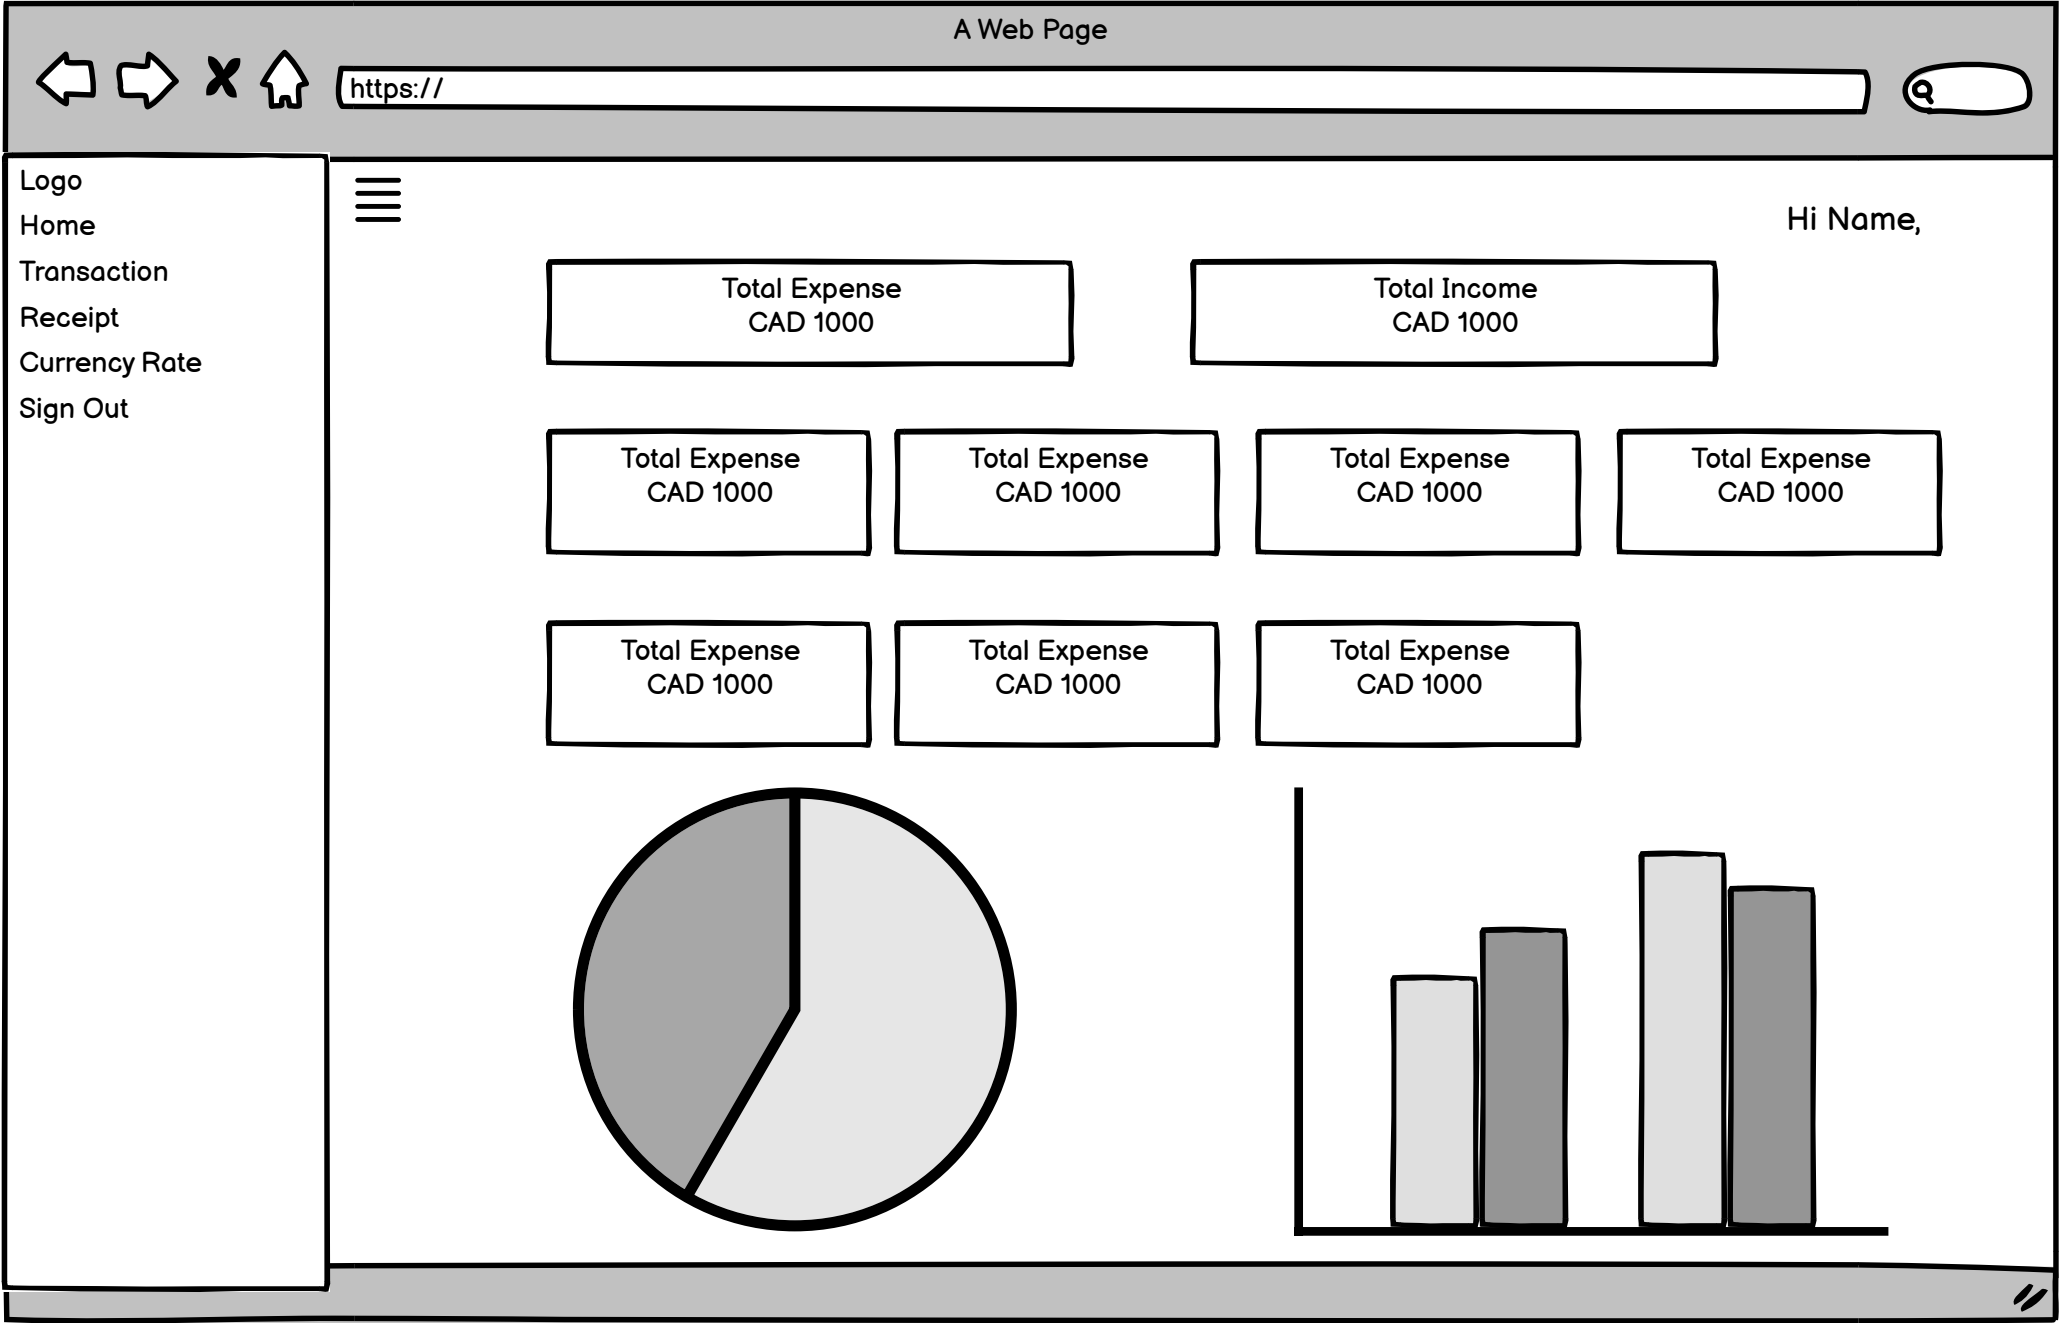 A Web Page
https://
Logo
Home
Transaction
Receipt
Currency Rate
Sign Out
Hi Name,
Total Expense
CAD 1000
Total Income
CAD 1000
Total Expense
CAD 1000
Total Expense
CAD 1000
Total Expense
CAD 1000
Total Expense
CAD 1000
Total Expense
CAD 1000
Total Expense
CAD 1000
Total Expense
CAD 1000